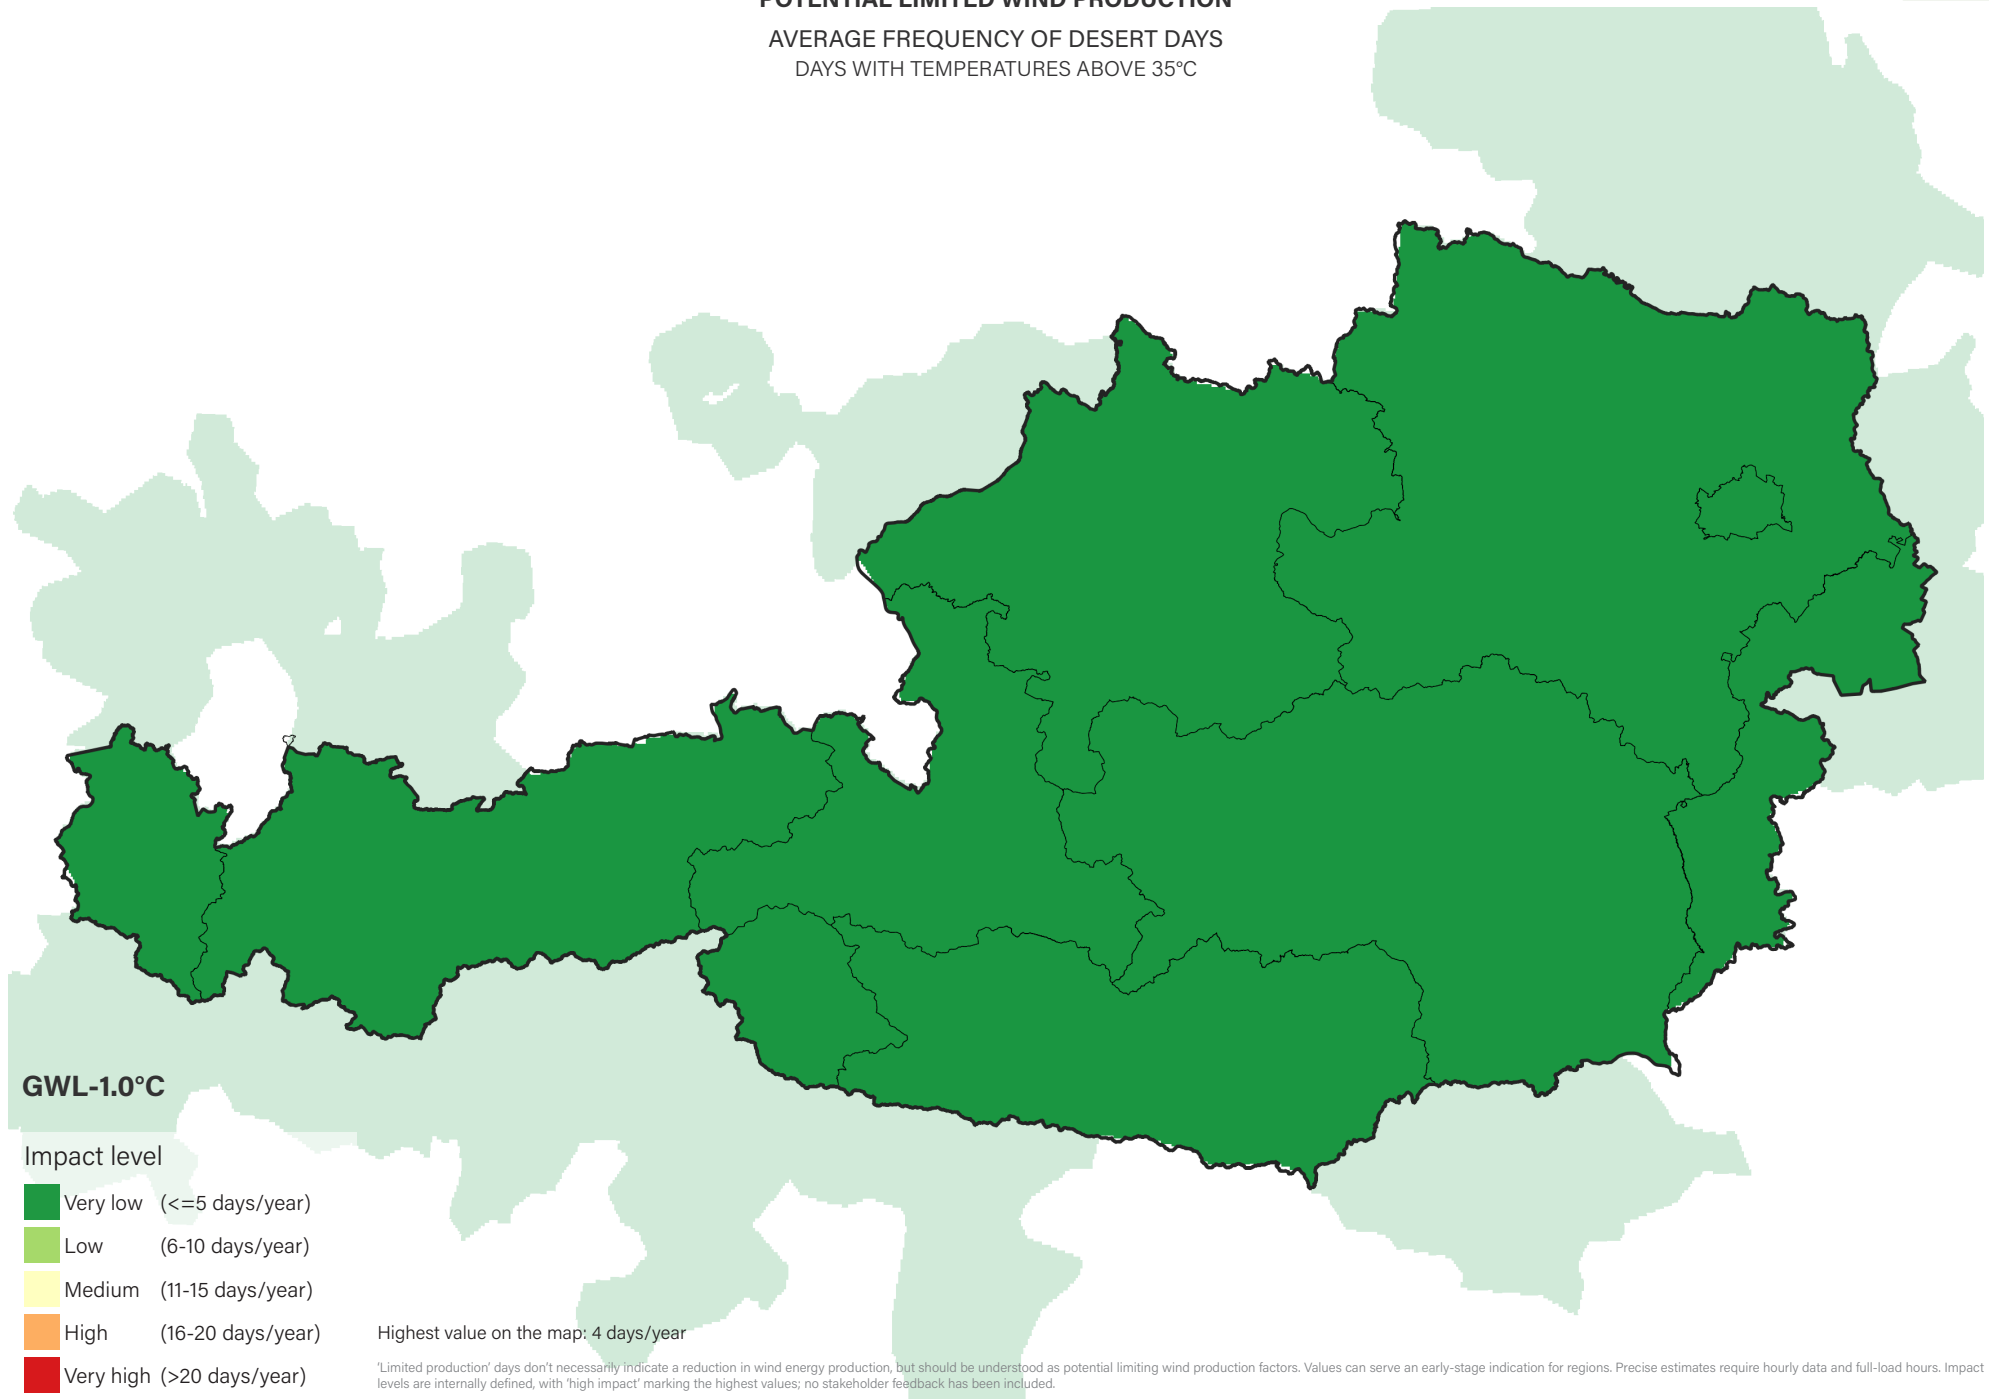 POTENTIAL LIMITED WIND PRODUCTION
AVERAGE FREQUENCY OF DESERT DAYS
DAYS WITH TEMPERATURES ABOVE 35°C
GWL-1.0°C
Impact level
Very low (<=5 days/year)
Low (6-10 days/year)
Medium (11-15 days/year)
High (16-20 days/year)
Very high (>20 days/year)
Highest value on the map: 4 days/year
'Limited production' days don't necessarily indicate a reduction in wind energy production, but should be understood as potential limiting wind production factors. Values can serve an early-stage indication for regions. Precise estimates require hourly data and full-load hours. Impact
levels are internally defined, with 'high impact' marking the highest values; no stakeholder feedback has been included.